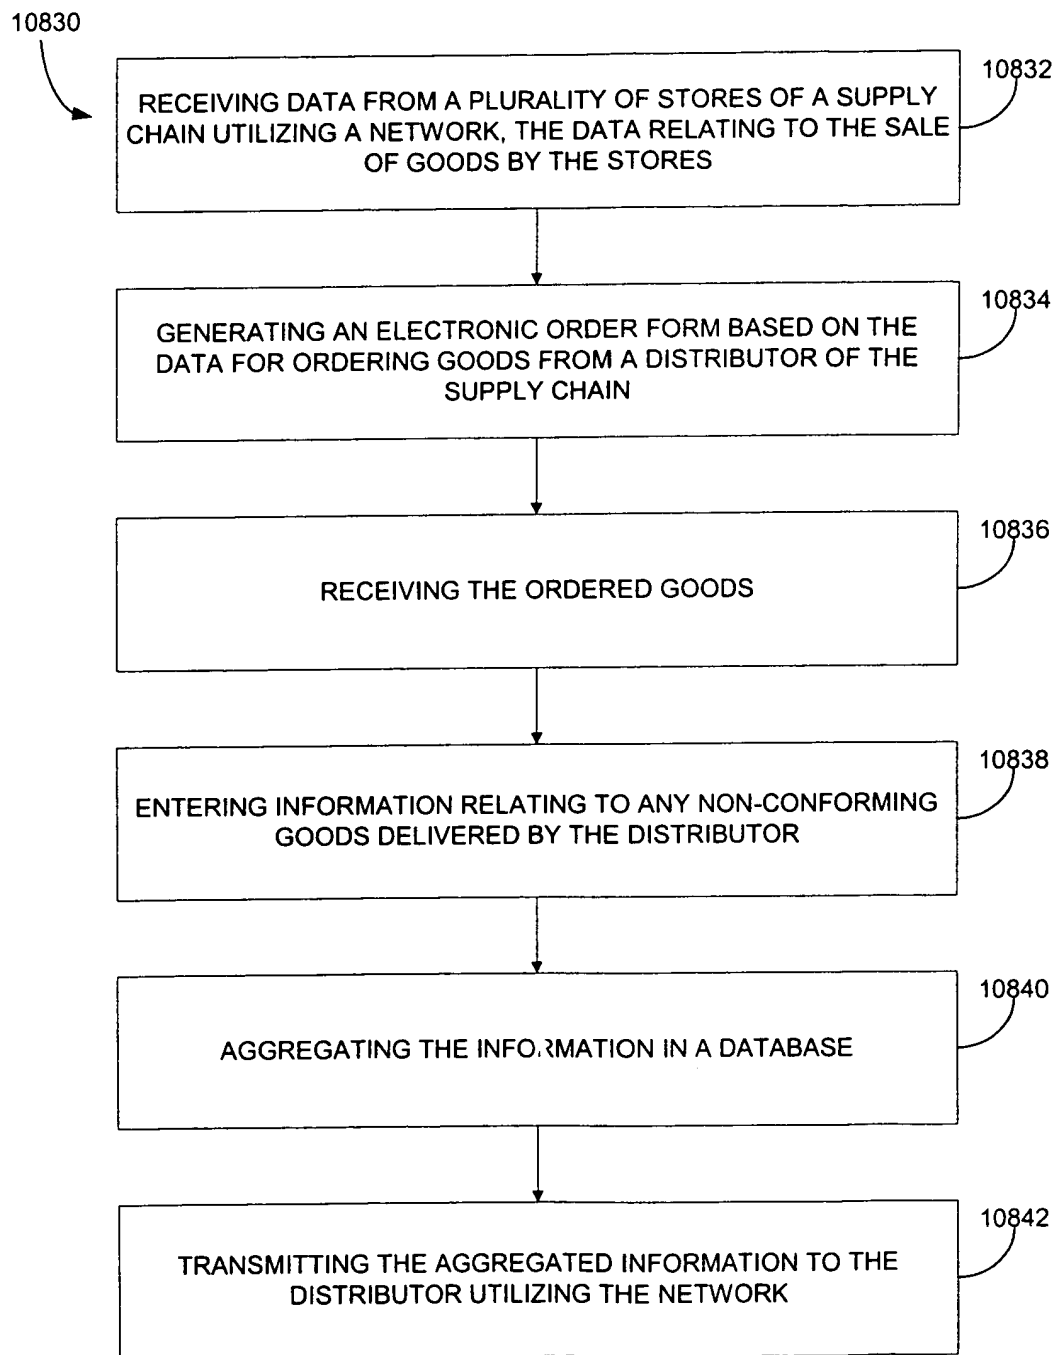 10830
10832
RECEIVING DATA FROM A PLURALITY OF STORES OF A SUPPLY
CHAIN UTILIZING A NETWORK, THE DATA RELATING TO THE SALE
OF GOODS BY THE STORES
10834
GENERATING AN ELECTRONIC ORDER FORM BASED ON THE
DATA FOR ORDERING GOODS FROM A DISTRIBUTOR OF THE
SUPPLY CHAIN
10836
RECEIVING THE ORDERED GOODS
10838
ENTERING INFORMATION RELATING TO ANY NON-CONFORMING
GOODS DELIVERED BY THE DISTRIBUTOR
10840
AGGREGATING THE INFORMATION IN A DATABASE
10842
TRANSMITTING THE AGGREGATED INFORMATION TO THE
DISTRIBUTOR UTILIZING THE NETWORK